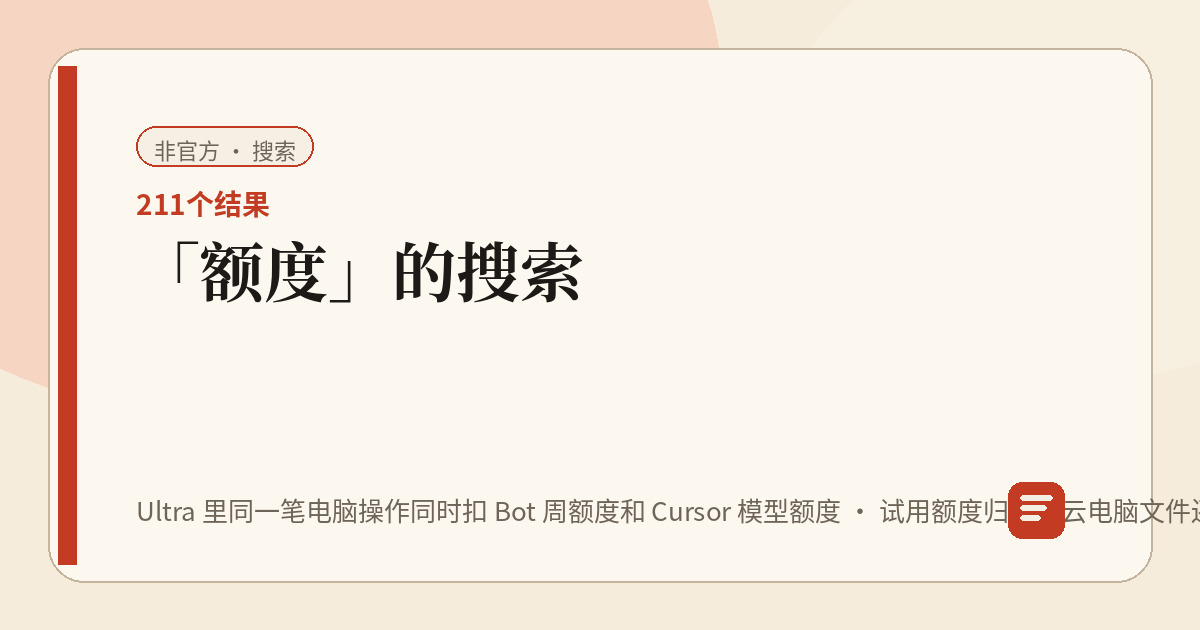 非官方 · 搜索
211个结果
「额度」的搜索
Ultra 里同一笔电脑操作同时扣 Bot 周额度和 Cursor 模型额度 · 试用额度归 云电脑文件